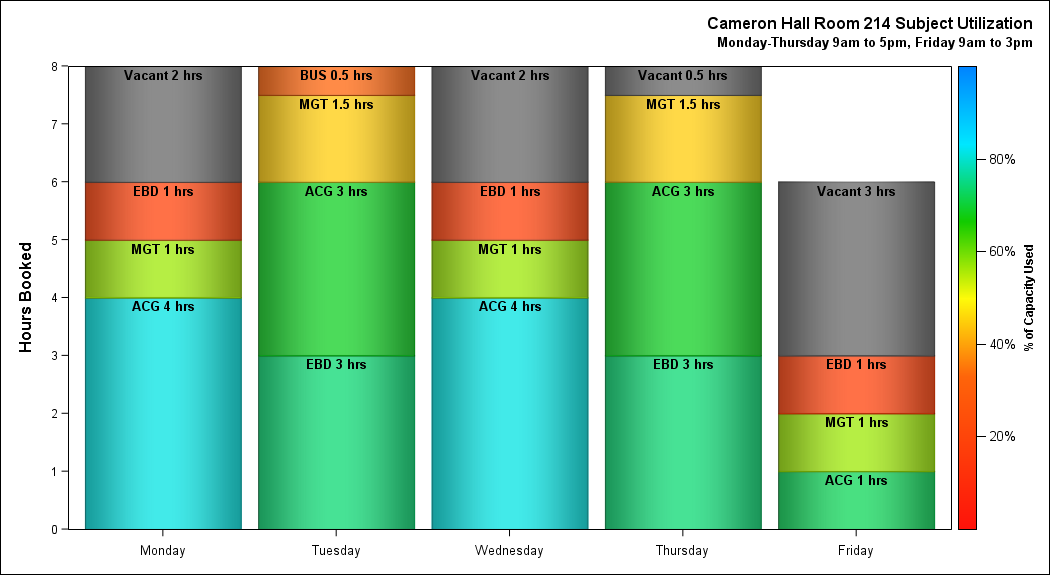 Cameron Hall Room 214 Subject Utilization
Monday-Thursday 9am to 5pm, Friday 9am to 3pm
Hours Booked
8
7
6
5
4
3
2
1
0
Vacant 2 hrs
EBD 1 hrs
MGT 1 hrs
ACG 4 hrs
BUS 0.5 hrs
MGT 1.5 hrs
ACG 3 hrs
EBD 3 hrs
Vacant 2 hrs
EBD 1 hrs
MGT 1 hrs
ACG 4 hrs
Vacant 0.5 hrs
MGT 1.5 hrs
ACG 3 hrs
EBD 3 hrs
Vacant 3 hrs
EBD 1 hrs
MGT 1 hrs
ACG 1 hrs
Monday
Tuesday
Wednesday
Thursday
Friday
80%
60%
40%
20%
% of Capacity Used